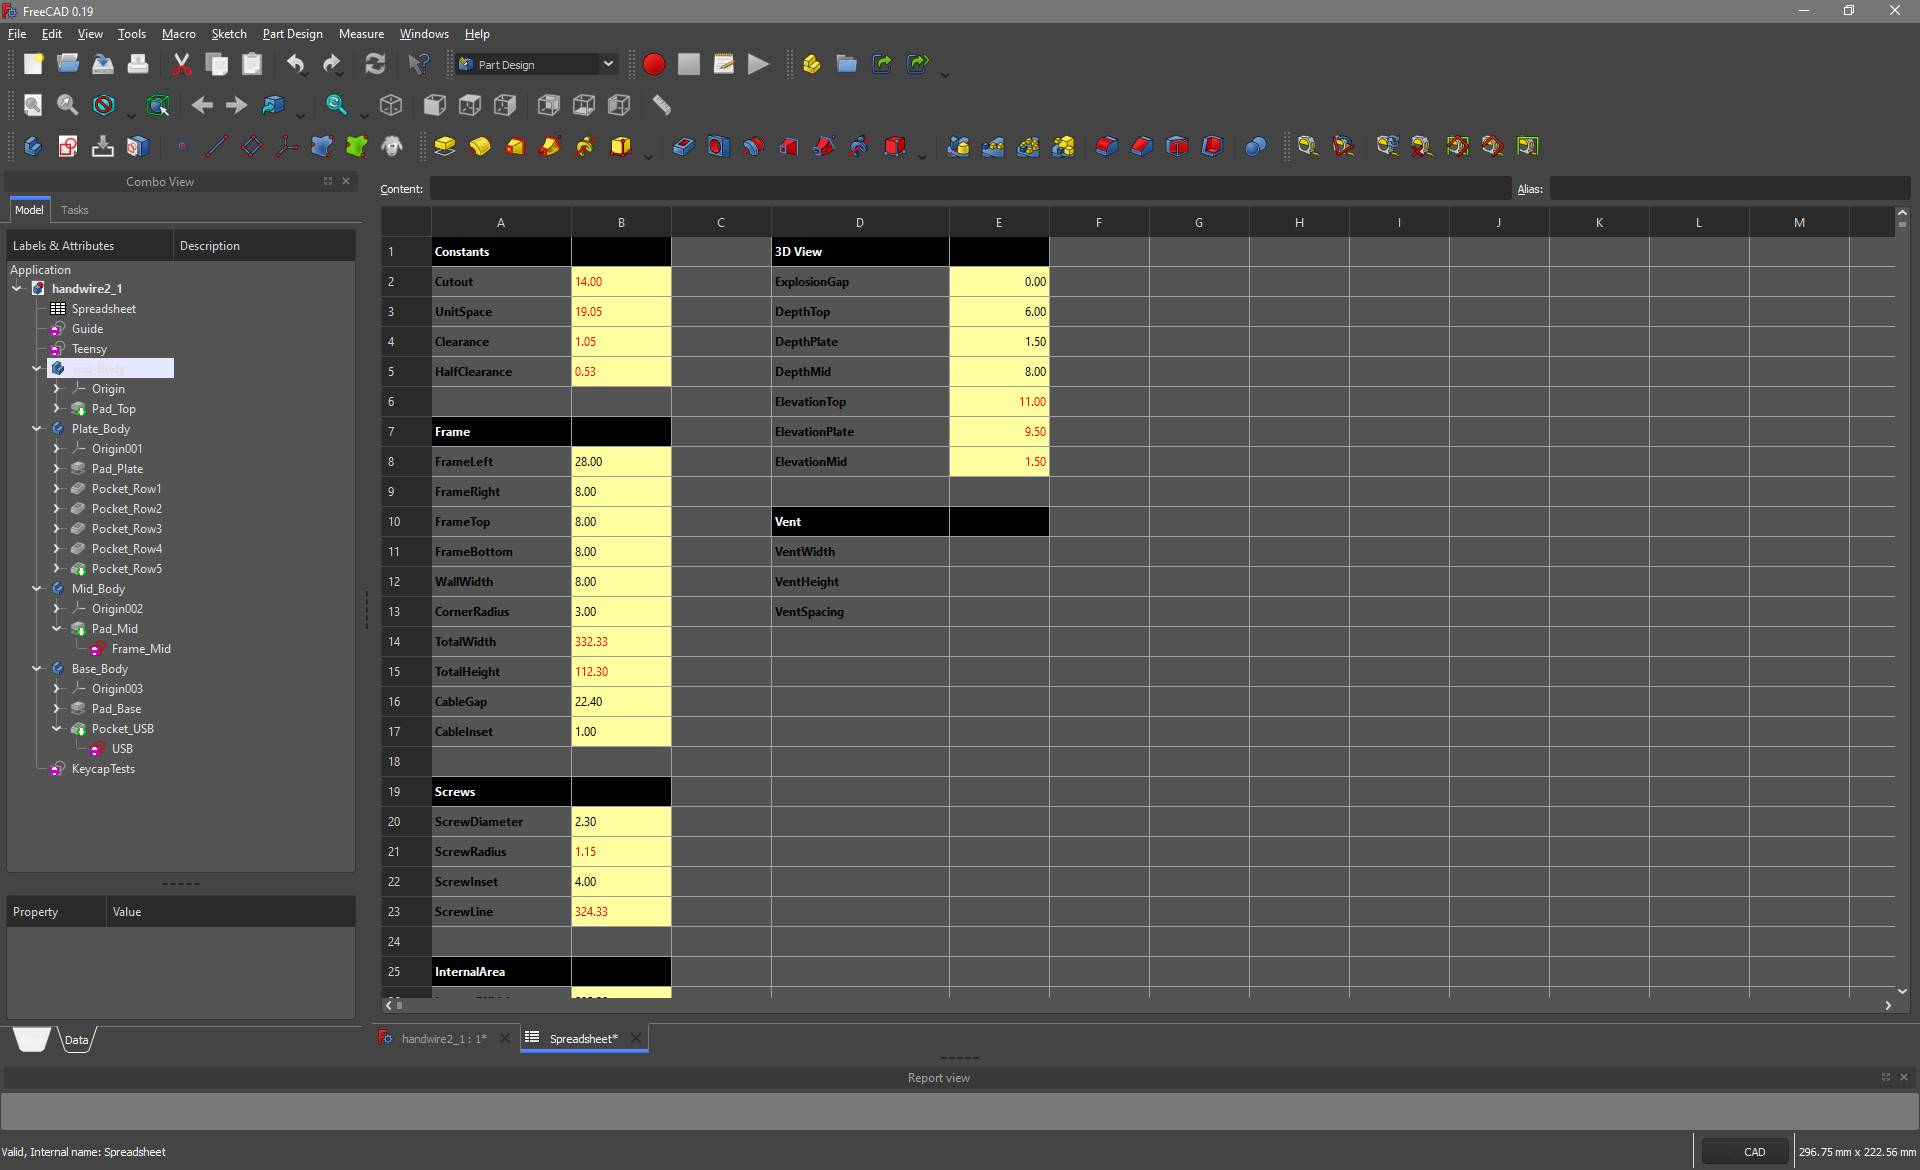 FreeCAD 0.19
File Edit View Tools Macro Sketch Part Design Measure Windows Help
Part Design
Combo View
Model Tasks
Labels & Attributes Description
Application
handwire2_1
Spreadsheet
Guide
Teensy
Top_Body
Origin
Pad_Top
Plate_Body
Origin001
Pad_Plate
Pocket_Row1
Pocket_Row2
Pocket_Row3
Pocket_Row4
Pocket_Row5
Mid_Body
Origin002
Pad_Mid
Frame_Mid
Base_Body
Origin003
Pad_Base
Pocket_USB
USB
KeycapTests
Property Value
Data
Content: Alias:
A B C D E F G H I J K L M
1 Constants 3D View
2 Cutout 14.00 ExplosionGap 0.00
3 UnitSpace 19.05 DepthTop 6.00
4 Clearance 1.05 DepthPlate 1.50
5 HalfClearance 0.53 DepthMid 8.00
6 ElevationTop 11.00
7 Frame ElevationPlate 9.50
8 FrameLeft 28.00 ElevationMid 1.50
9 FrameRight 8.00
10 FrameTop 8.00 Vent
11 FrameBottom 8.00 VentWidth
12 WallWidth 8.00 VentHeight
13 CornerRadius 3.00 VentSpacing
14 TotalWidth 332.33
15 TotalHeight 112.30
16 CableGap 22.40
17 CableInset 1.00
18
19 Screws
20 ScrewDiameter 2.30
21 ScrewRadius 1.15
22 ScrewInset 4.00
23 ScrewLine 324.33
24
25 InternalArea
handwire2_1 : 1* Spreadsheet*
Report view
Valid, Internal name: Spreadsheet
CAD 296.75 mm x 222.56 mm